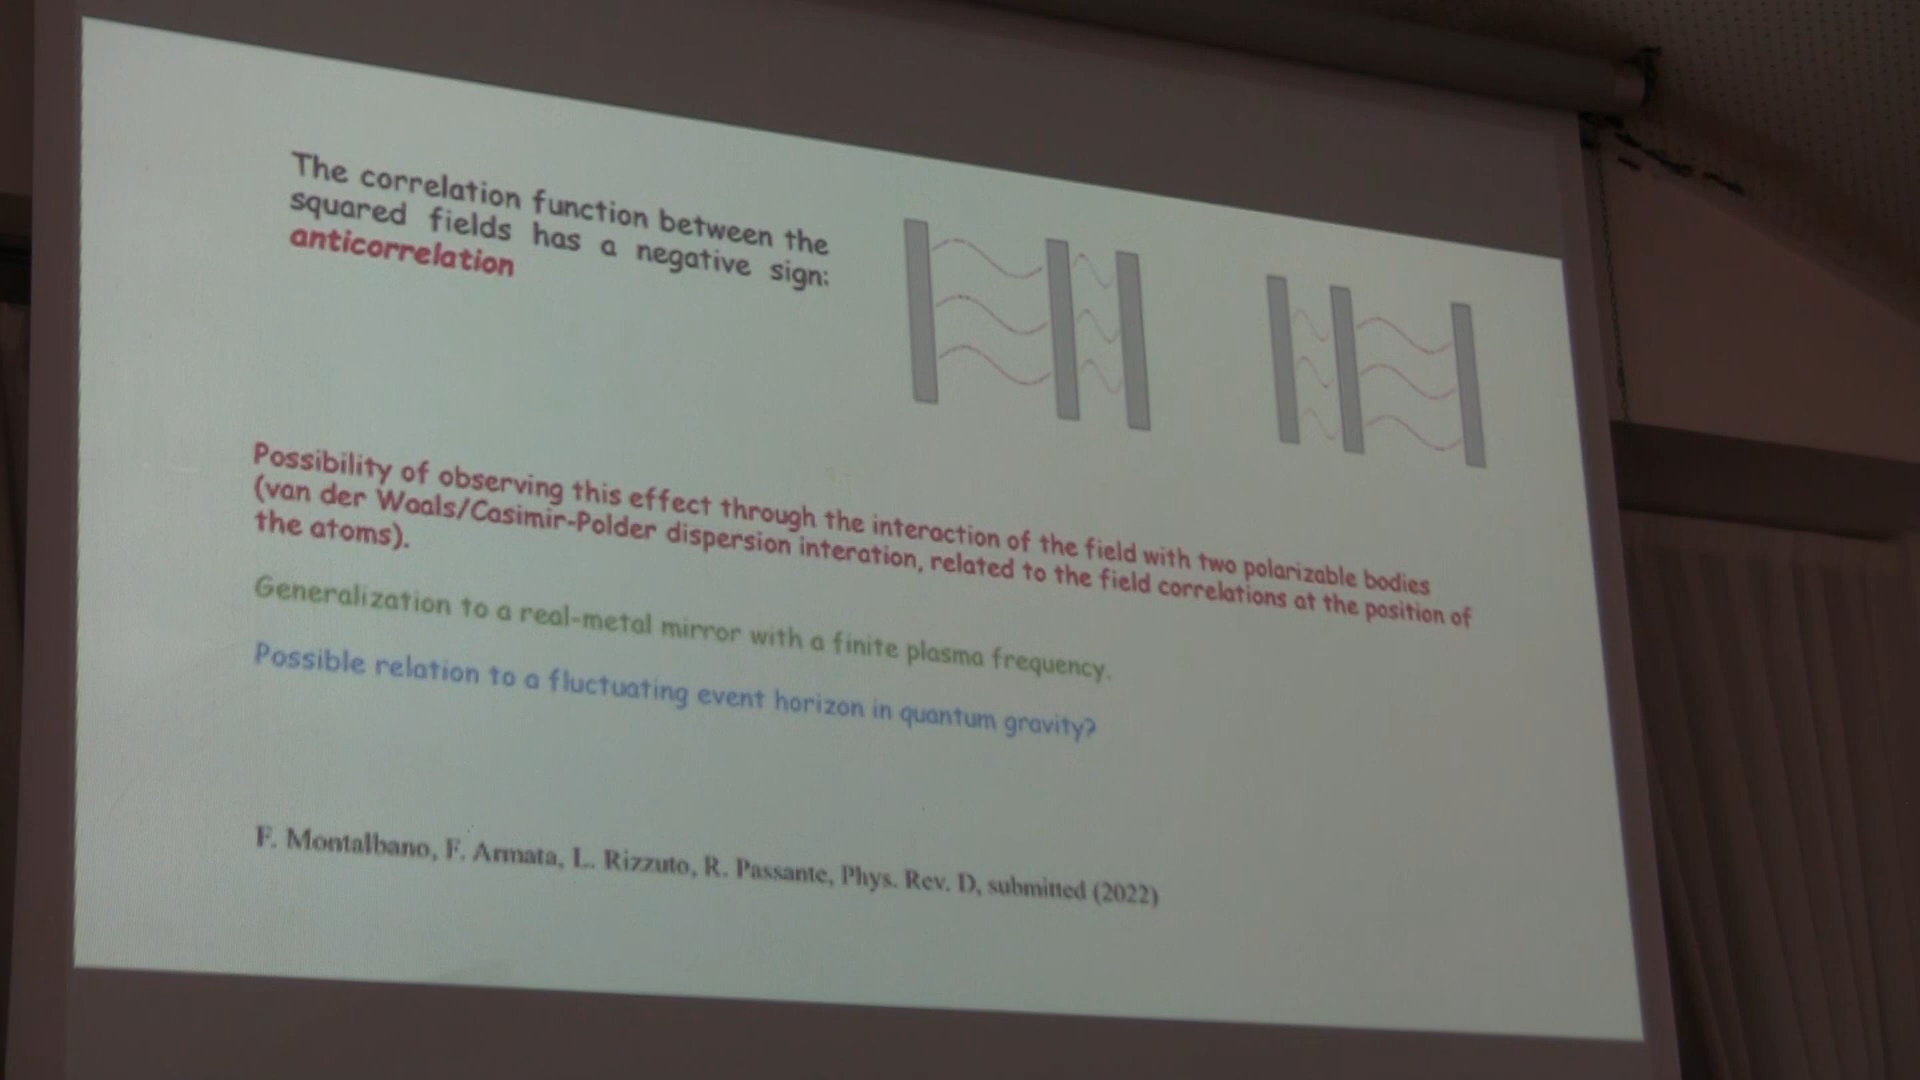 The correlation function between the
squared fields has a negative sign:
anticorrelation
Possibility of observing this effect through the interaction of the field with two polarizable bodies
(van der Waals/Casimir-Polder dispersion interation, related to the field correlations at the position of
the atoms).
Generalization to a real-metal mirror with a finite plasma frequency.
Possible relation to a fluctuating event horizon in quantum gravity?
F. Montalbano, F. Armata, L. Rizzuto, R. Passante, Phys. Rev. D, submitted (2022)